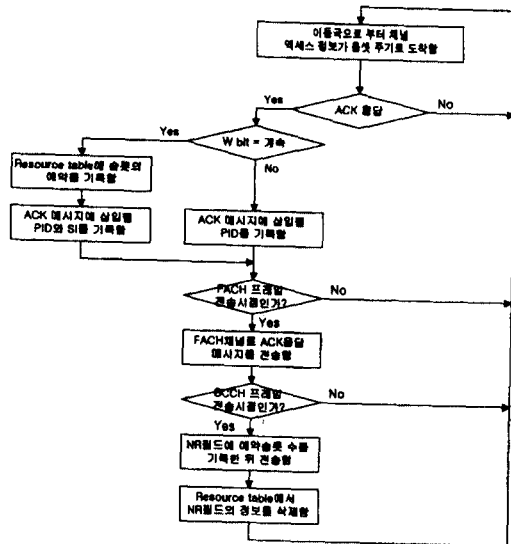 이동국으로 부터 채널
엑세스 정보가 슬롯 주기로 도착함
ACK 응답
Yes
No
W bit = 계속
Yes
No
Resource table에 슬롯의
예약를 기록함
ACK 메시지에 삽입될
PID와 SI를 기록함
ACK 메시지에 삽입될
PID를 기록함
FACH 프레임
전송시점인가?
No
Yes
FACH채널로 ACK응답
메시지를 전송함
BCCH 프레임
전송시점인가?
No
Yes
NR필드에 예약슬롯 수를
기록한 뒤 전송함
Resource table에서
NR필드의 정보를 삭제함